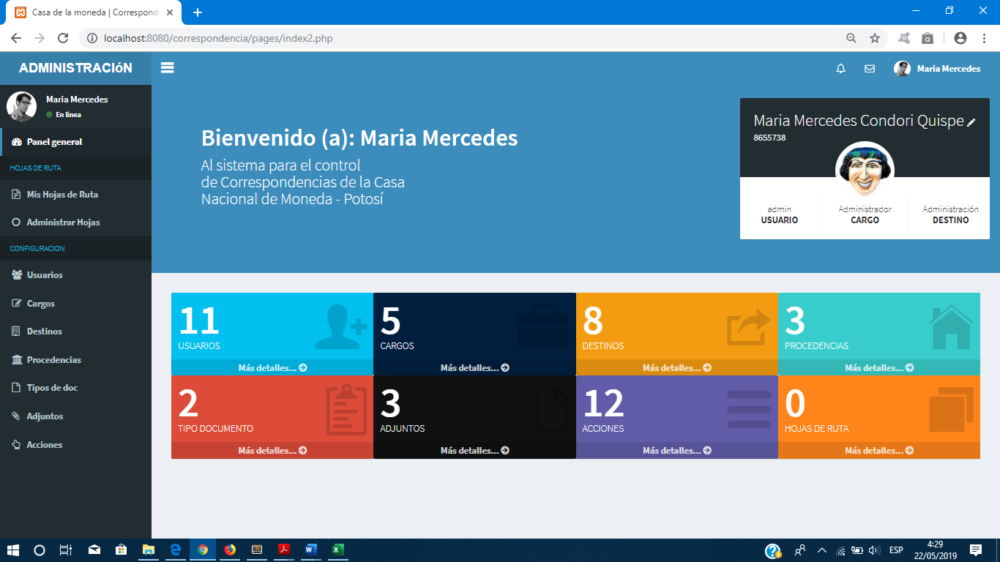 Casa de la moneda | Correspond
localhost:8080/correspondencia/pages/index2.php
ADMINISTRACIóN
Maria Mercedes
Maria Mercedes
En linea
Panel general
HOJAS DE RUTA
Mis Hojas de Ruta
Administrar Hojas
CONFIGURACION
Usuarios
Cargos
Destinos
Procedencias
Tipos de doc
Adjuntos
Acciones
Bienvenido (a): Maria Mercedes
Al sistema para el control
de Correspondencias de la Casa
Nacional de Moneda - Potosí
Maria Mercedes Condori Quispe
8655738
admin
USUARIO
Administrador
CARGO
Administración
DESTINO
11
USUARIOS
Más detalles...
5
CARGOS
Más detalles...
8
DESTINOS
Más detalles...
3
PROCEDENCIAS
Más detalles...
2
TIPO DOCUMENTO
Más detalles...
3
ADJUNTOS
Más detalles...
12
ACCIONES
Más detalles...
0
HOJAS DE RUTA
Más detalles...
ESP
4:29
22/05/2019